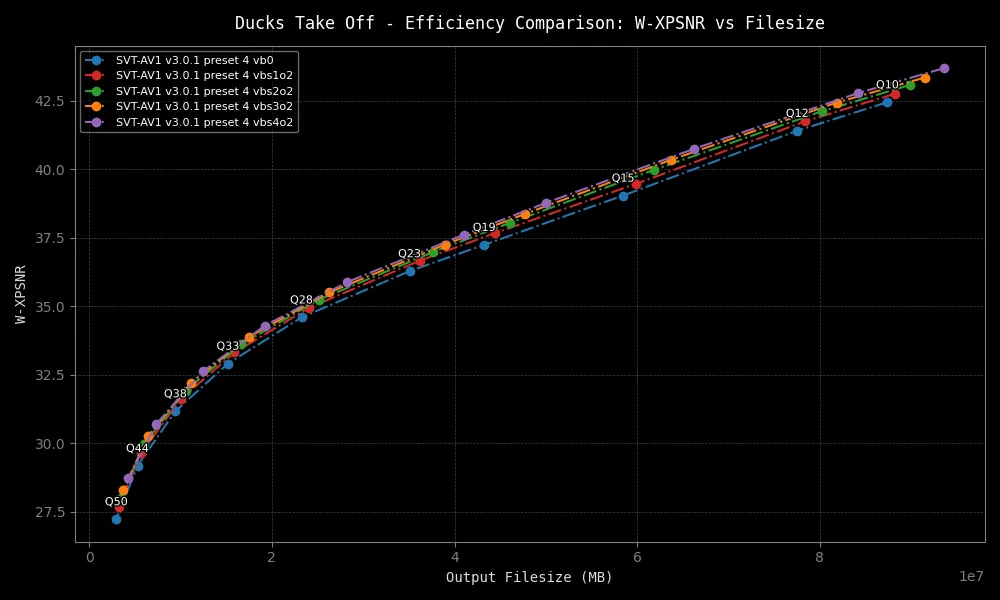 Ducks Take Off - Efficiency Comparison: W-XPSNR vs Filesize
SVT-AV1 v3.0.1 preset 4 vb0
SVT-AV1 v3.0.1 preset 4 vbs1o2
SVT-AV1 v3.0.1 preset 4 vbs2o2
SVT-AV1 v3.0.1 preset 4 vbs3o2
SVT-AV1 v3.0.1 preset 4 vbs4o2
W-XPSNR
42.5
40.0
37.5
35.0
32.5
30.0
27.5
Q10
Q12
Q15
Q19
Q23
Q28
Q33
Q38
Q44
Q50
0
2
4
6
8
1e7
Output Filesize (MB)